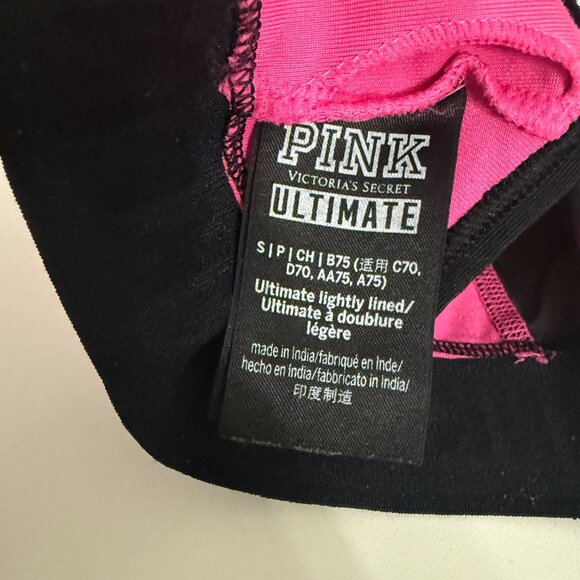 PINK
VICTORIA'S SECRET
ULTIMATE
S | P | CH | B75 (适用 C70,
D70, AA75, A75)
Ultimate lightly lined/
Ultimate à doublure
légère
made in India/fabriqué en Inde/
hecho en India/fabbricato in India/
印度制造